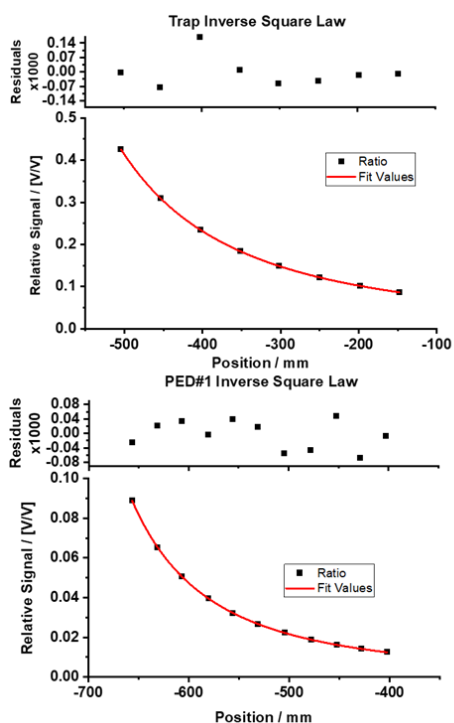 Trap Inverse Square Law
Residuals
x1000
0.14
0.07
0.00
-0.07
-0.14
Relative Signal / [V/V]
0.5
0.4
0.3
0.2
0.1
0.0
Ratio
Fit Values
-500 -400 -300 -200 -100
Position / mm
PED#1 Inverse Square Law
Residuals
x1000
0.08
0.04
0.00
-0.04
-0.08
Relative Signal / [V/V]
0.10
0.08
0.06
0.04
0.02
0.00
Ratio
Fit Values
-700 -600 -500 -400
Position / mm